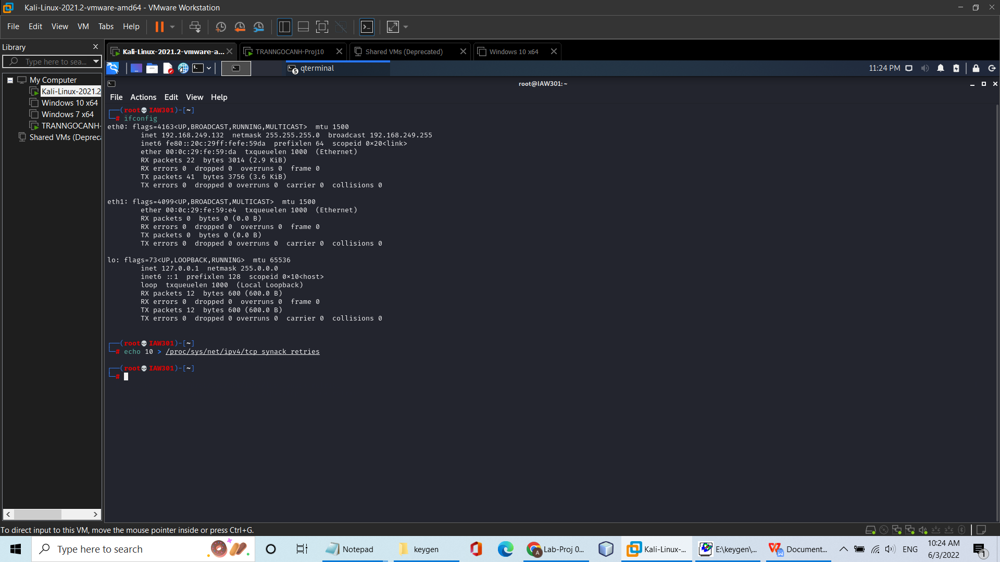 Kali-Linux-2021.2-vmware-amd64 - VMware Workstation
File Edit View VM Tabs Help
Library
Type here to sea...
My Computer
Kali-Linux-2021.2
Windows 10 x64
Windows 7 x64
TRANNGOCANH-
Shared VMs (Depreca
Kali-Linux-2021.2-vmware-a...
TRANNGOCANH-Proj10
Shared VMs (Deprecated)
Windows 10 x64
5 qterminal
11:24 PM
root@IAW301: ~
File Actions Edit View Help
┌──(root💀IAW301)-[~]
└─# ifconfig
eth0: flags=4163<UP,BROADCAST,RUNNING,MULTICAST>  mtu 1500
        inet 192.168.249.132  netmask 255.255.255.0  broadcast 192.168.249.255
        inet6 fe80::20c:29ff:fefe:59da  prefixlen 64  scopeid 0×20<link>
        ether 00:0c:29:fe:59:da  txqueuelen 1000  (Ethernet)
        RX packets 22  bytes 3014 (2.9 KiB)
        RX errors 0  dropped 0  overruns 0  frame 0
        TX packets 41  bytes 3756 (3.6 KiB)
        TX errors 0  dropped 0 overruns 0  carrier 0  collisions 0
eth1: flags=4099<UP,BROADCAST,MULTICAST>  mtu 1500
        ether 00:0c:29:fe:59:e4  txqueuelen 1000  (Ethernet)
        RX packets 0  bytes 0 (0.0 B)
        RX errors 0  dropped 0  overruns 0  frame 0
        TX packets 0  bytes 0 (0.0 B)
        TX errors 0  dropped 0 overruns 0  carrier 0  collisions 0
lo: flags=73<UP,LOOPBACK,RUNNING>  mtu 65536
        inet 127.0.0.1  netmask 255.0.0.0
        inet6 ::1  prefixlen 128  scopeid 0×10<host>
        loop  txqueuelen 1000  (Local Loopback)
        RX packets 12  bytes 600 (600.0 B)
        RX errors 0  dropped 0  overruns 0  frame 0
        TX packets 12  bytes 600 (600.0 B)
        TX errors 0  dropped 0 overruns 0  carrier 0  collisions 0
┌──(root💀IAW301)-[~]
└─# echo 10 > /proc/sys/net/ipv4/tcp_synack_retries
┌──(root💀IAW301)-[~]
└─#
To direct input to this VM, move the mouse pointer inside or press Ctrl+G.
Type here to search
Notepad
keygen
Lab-Proj 0...
Kali-Linux-...
E:\keygen\...
Document...
ENG
10:24 AM
6/3/2022
1